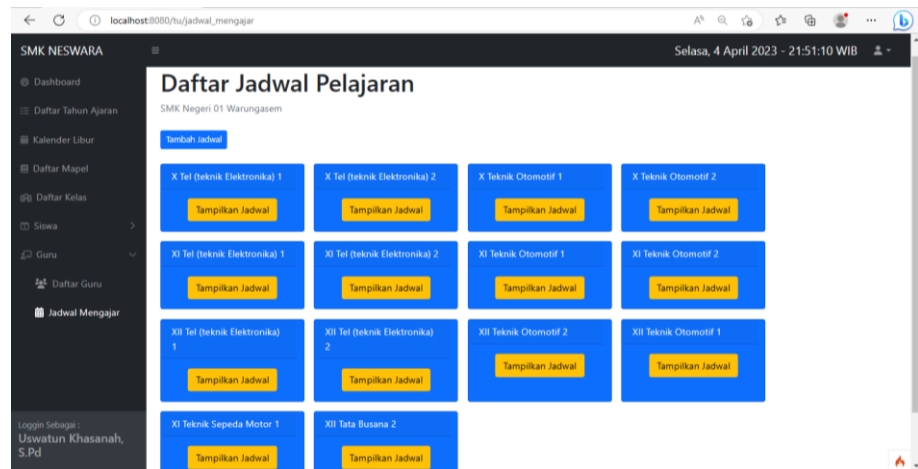 localhost:8080/tu/jadwal_mengajar
SMK NESWARA
Selasa, 4 April 2023 - 21:51:10 WIB
Dashboard
Daftar Tahun Ajaran
Kalender Libur
Daftar Mapel
Daftar Kelas
Siswa
Guru
Daftar Guru
Jadwal Mengajar
Loggin Sebagai :
Uswatun Khasanah,
S.Pd
Daftar Jadwal Pelajaran
SMK Negeri 01 Warungasem
Tambah Jadwal
X Tel (teknik Elektronika) 1
Tampilkan Jadwal
X Tel (teknik Elektronika) 2
Tampilkan Jadwal
X Teknik Otomotif 1
Tampilkan Jadwal
X Teknik Otomotif 2
Tampilkan Jadwal
XI Tel (teknik Elektronika) 1
Tampilkan Jadwal
XI Tel (teknik Elektronika) 2
Tampilkan Jadwal
XI Teknik Otomotif 1
Tampilkan Jadwal
XI Teknik Otomotif 2
Tampilkan Jadwal
XII Tel (teknik Elektronika)
1
Tampilkan Jadwal
XII Tel (teknik Elektronika)
2
Tampilkan Jadwal
XII Teknik Otomotif 2
Tampilkan Jadwal
XII Teknik Otomotif 1
Tampilkan Jadwal
XI Teknik Sepeda Motor 1
Tampilkan Jadwal
XII Tata Busana 2
Tampilkan Jadwal